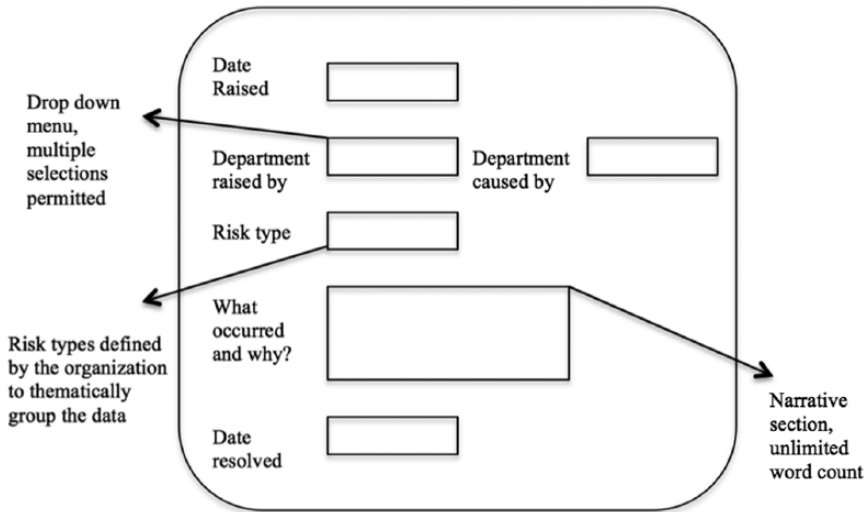 Date
Raised
Drop down
menu,
multiple
selections
permitted
Department
raised by
Department
caused by
Risk type
What
occurred
and why?
Risk types defined
by the organization
to thematically
group the data
Narrative
section,
unlimited
word count
Date
resolved